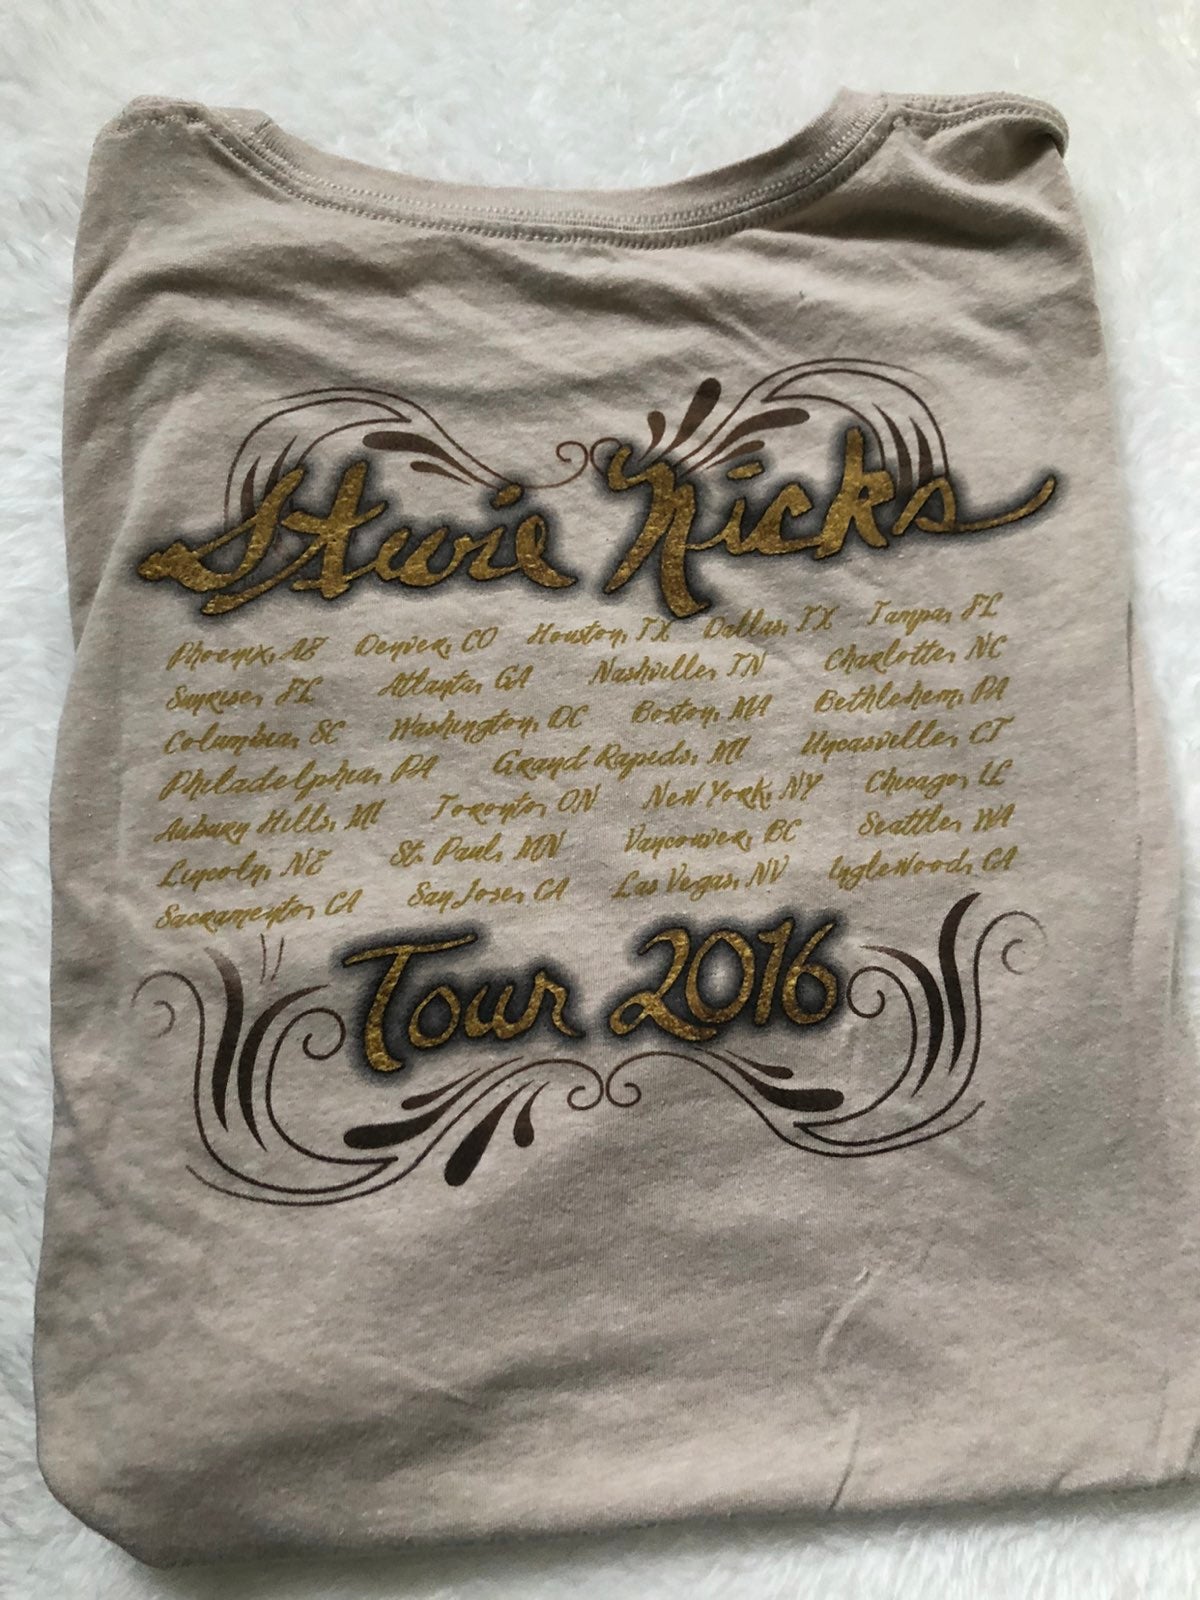 Stevie Nicks
Phoenix, AZ Denver, CO Houston, TX Dallas, TX Tampa, FL
Sunrise, FL Atlanta, GA Nashville, TN Charlotte, NC
Columbia, SC Washington, DC Boston, MA Bethlehem, PA
Philadelphia, PA Grand Rapids, MI Uncasville, CT
Auburn Hills, MI Toronto, ON New York, NY Chicago, IL
Lincoln, NE St. Paul, MN Vancouver, BC Seattle, WA
Sacramento, CA San Jose, CA Las Vegas, NV Inglewood, CA
Tour 2016